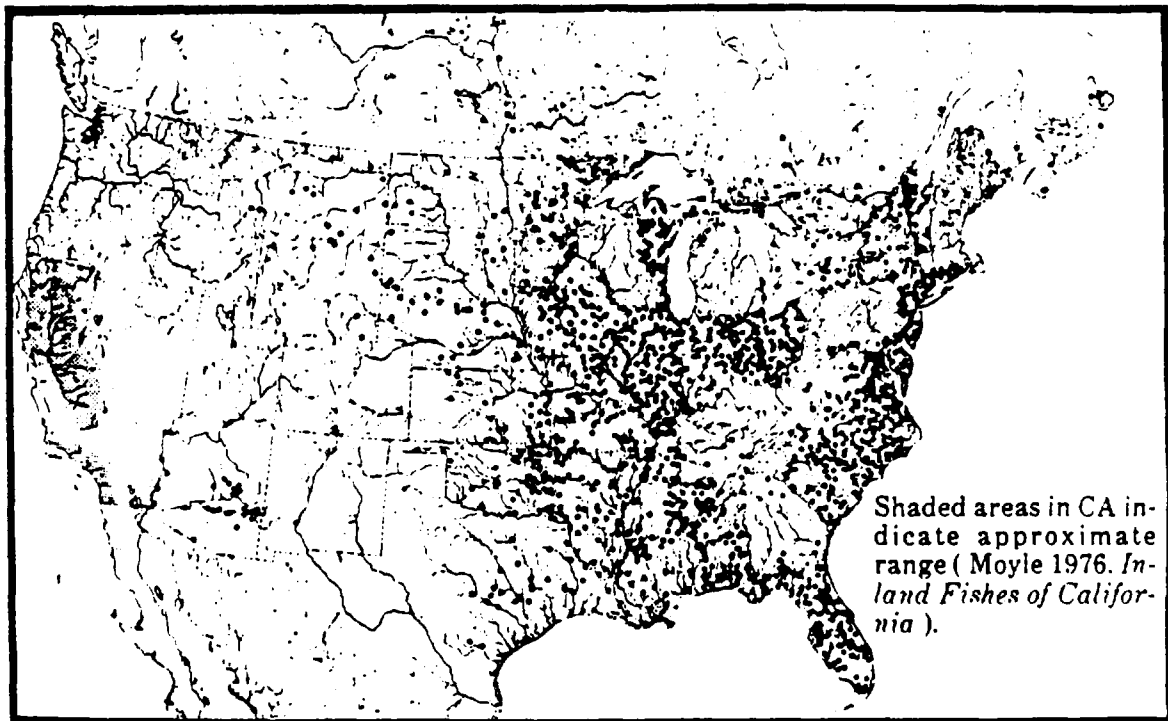 Shaded areas in CA in-
dicate approximate
range ( Moyle 1976. In-
land Fishes of Califor-
nia ).